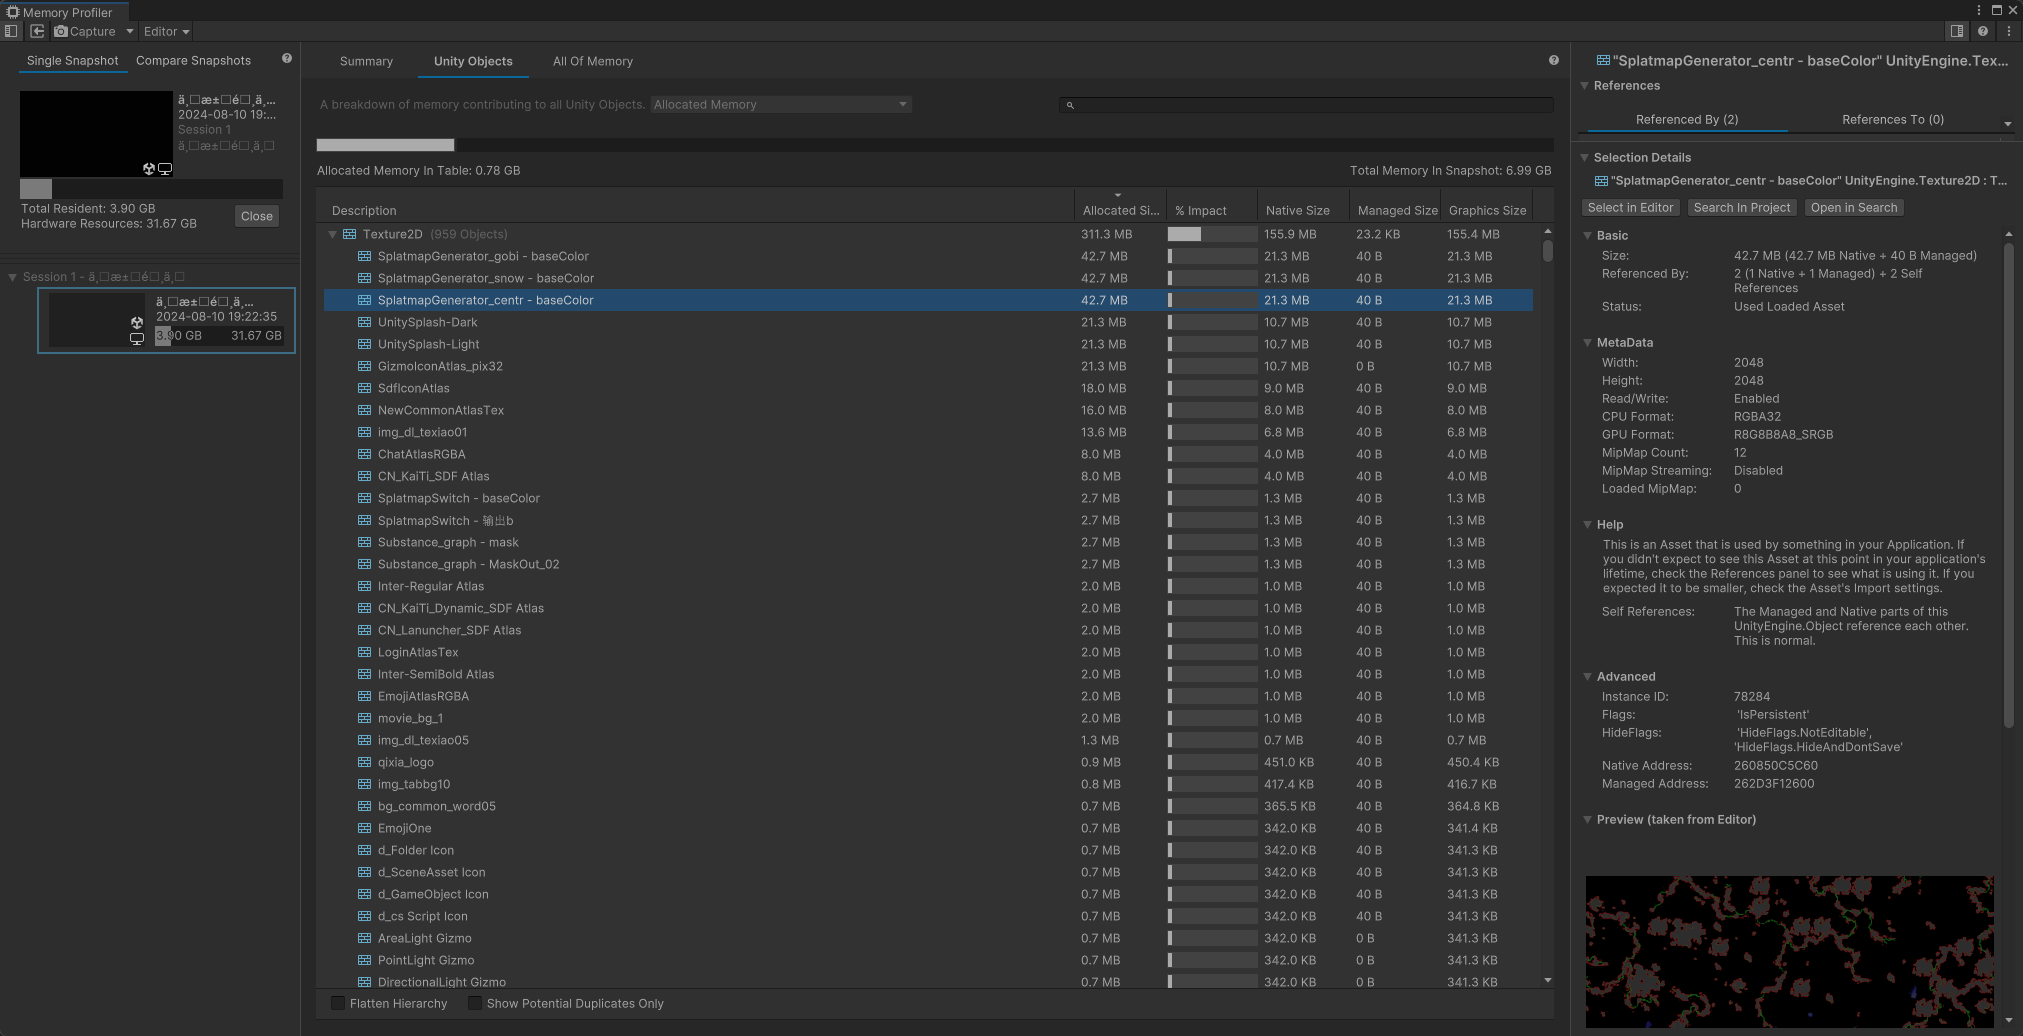 Memory Profiler
Capture
Editor
Single Snapshot
Compare Snapshots
2024-08-10 19:...
Session 1
Total Resident: 3.90 GB
Hardware Resources: 31.67 GB
Close
Session 1 -
2024-08-10 19:22:35
3.90 GB 31.67 GB
Summary
Unity Objects
All Of Memory
A breakdown of memory contributing to all Unity Objects. Allocated Memory
Allocated Memory In Table: 0.78 GB
Total Memory In Snapshot: 6.99 GB
Description Allocated Si... % Impact Native Size Managed Size Graphics Size
Texture2D (959 Objects) 311.3 MB 155.9 MB 23.2 KB 155.4 MB
SplatmapGenerator_gobi - baseColor 42.7 MB 21.3 MB 40 B 21.3 MB
SplatmapGenerator_snow - baseColor 42.7 MB 21.3 MB 40 B 21.3 MB
SplatmapGenerator_centr - baseColor 42.7 MB 21.3 MB 40 B 21.3 MB
UnitySplash-Dark 21.3 MB 10.7 MB 40 B 10.7 MB
UnitySplash-Light 21.3 MB 10.7 MB 40 B 10.7 MB
GizmoIconAtlas_pix32 21.3 MB 10.7 MB 0 B 10.7 MB
SdfIconAtlas 18.0 MB 9.0 MB 40 B 9.0 MB
NewCommonAtlasTex 16.0 MB 8.0 MB 40 B 8.0 MB
img_dl_texiao01 13.6 MB 6.8 MB 40 B 6.8 MB
ChatAtlasRGBA 8.0 MB 4.0 MB 40 B 4.0 MB
CN_KaiTi_SDF Atlas 8.0 MB 4.0 MB 40 B 4.0 MB
SplatmapSwitch - baseColor 2.7 MB 1.3 MB 40 B 1.3 MB
SplatmapSwitch - 输出b 2.7 MB 1.3 MB 40 B 1.3 MB
Substance_graph - mask 2.7 MB 1.3 MB 40 B 1.3 MB
Substance_graph - MaskOut_02 2.7 MB 1.3 MB 40 B 1.3 MB
Inter-Regular Atlas 2.0 MB 1.0 MB 40 B 1.0 MB
CN_KaiTi_Dynamic_SDF Atlas 2.0 MB 1.0 MB 40 B 1.0 MB
CN_Lanuncher_SDF Atlas 2.0 MB 1.0 MB 40 B 1.0 MB
LoginAtlasTex 2.0 MB 1.0 MB 40 B 1.0 MB
Inter-SemiBold Atlas 2.0 MB 1.0 MB 40 B 1.0 MB
EmojiAtlasRGBA 2.0 MB 1.0 MB 40 B 1.0 MB
movie_bg_1 2.0 MB 1.0 MB 40 B 1.0 MB
img_dl_texiao05 1.3 MB 0.7 MB 40 B 0.7 MB
qixia_logo 0.9 MB 451.0 KB 40 B 450.4 KB
img_tabbg10 0.8 MB 417.4 KB 40 B 416.7 KB
bg_common_word05 0.7 MB 365.5 KB 40 B 364.8 KB
EmojiOne 0.7 MB 342.0 KB 40 B 341.4 KB
d_Folder Icon 0.7 MB 342.0 KB 40 B 341.3 KB
d_SceneAsset Icon 0.7 MB 342.0 KB 40 B 341.3 KB
d_GameObject Icon 0.7 MB 342.0 KB 40 B 341.3 KB
d_cs Script Icon 0.7 MB 342.0 KB 40 B 341.3 KB
AreaLight Gizmo 0.7 MB 342.0 KB 0 B 341.3 KB
PointLight Gizmo 0.7 MB 342.0 KB 0 B 341.3 KB
DirectionalLight Gizmo 0.7 MB 342.0 KB 0 B 341.3 KB
Flatten Hierarchy
Show Potential Duplicates Only
"SplatmapGenerator_centr - baseColor" UnityEngine.Tex...
References
Referenced By (2)
References To (0)
Selection Details
"SplatmapGenerator_centr - baseColor" UnityEngine.Texture2D : T...
Select in Editor
Search In Project
Open in Search
Basic
Size: 42.7 MB (42.7 MB Native + 40 B Managed)
Referenced By: 2 (1 Native + 1 Managed) + 2 Self
References
Status: Used Loaded Asset
MetaData
Width: 2048
Height: 2048
Read/Write: Enabled
CPU Format: RGBA32
GPU Format: R8G8B8A8_SRGB
MipMap Count: 12
MipMap Streaming: Disabled
Loaded MipMap: 0
Help
This is an Asset that is used by something in your Application. If
you didn't expect to see this Asset at this point in your application's
lifetime, check the References panel to see what is using it. If you
expected it to be smaller, check the Asset's Import settings.
Self References: The Managed and Native parts of this
UnityEngine.Object reference each other.
This is normal.
Advanced
Instance ID: 78284
Flags: 'IsPersistent'
HideFlags: 'HideFlags.NotEditable',
'HideFlags.HideAndDontSave'
Native Address: 260850C5C60
Managed Address: 262D3F12600
Preview (taken from Editor)